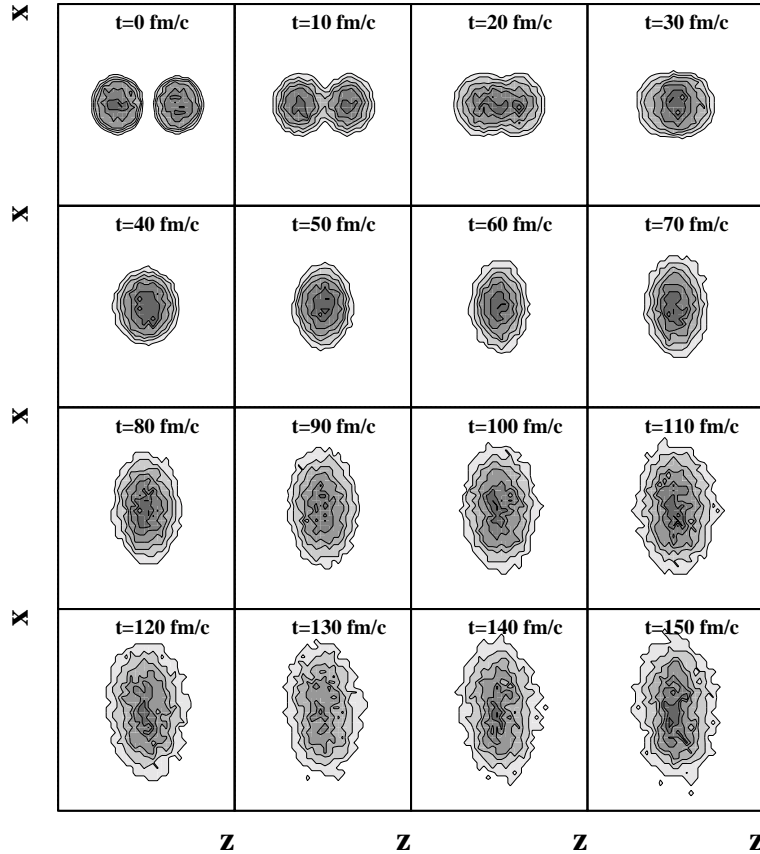 x
t=0 fm/c t=10 fm/c t=20 fm/c t=30 fm/c
x
t=40 fm/c t=50 fm/c t=60 fm/c t=70 fm/c
x
t=80 fm/c t=90 fm/c t=100 fm/c t=110 fm/c
x
t=120 fm/c t=130 fm/c t=140 fm/c t=150 fm/c
z z z z